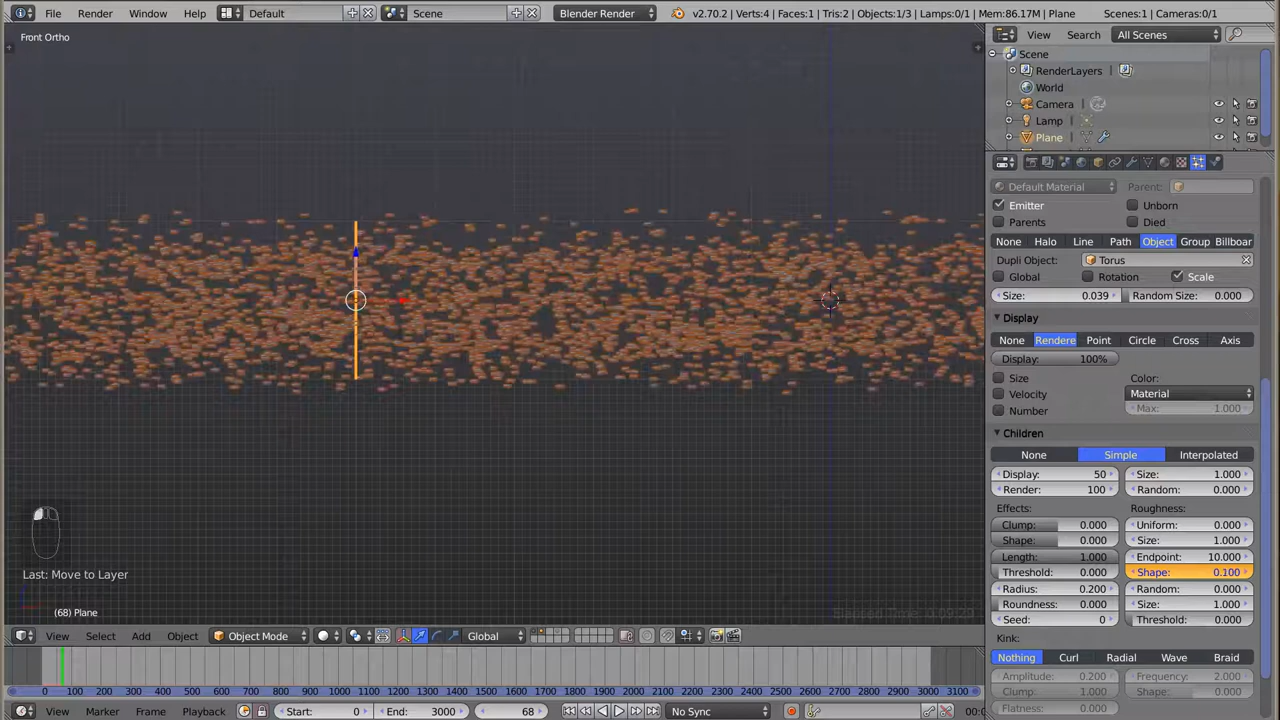 File Render Window Help Default Scene Blender Render v2.70.2 | Verts:4 | Faces:1 | Tris:2 | Objects:1/3 | Lamps:0/1 | Mem:86.17M | Plane Scenes:1 | Cameras:0/1
Front Ortho
View Search All Scenes
Scene
RenderLayers
World
Camera
Lamp
Plane
Default Material Parent:
Emitter Unborn
Parents Died
None Halo Line Path Object Group Billboar
Dupli Object: Torus
Global Rotation Scale
Size: 0.039 Random Size: 0.000
Display
None Rendere Point Circle Cross Axis
Display: 100%
Size Color:
Velocity Material
Number Max: 1.000
Children
None Simple Interpolated
Display: 50 Size: 1.000
Render: 100 Random: 0.000
Effects: Roughness:
Clump: 0.000 Uniform: 0.000
Shape: 0.000 Size: 1.000
Length: 1.000 Endpoint: 10.000
Threshold: 0.000 Shape: 0.100
Radius: 0.200 Random: 0.000
Roundness: 0.000 Size: 1.000
Seed: 0 Threshold: 0.000
Kink:
Nothing Curl Radial Wave Braid
Amplitude: 0.200 Frequency: 2.000
Clump: 1.000 Shape: 0.000
Flatness: 0.000
Last: Move to Layer
(68) Plane
Elapsed Time: 0:09:29
View Select Add Object Object Mode Global
0 100 200 300 400 500 600 700 800 900 1000 1100 1200 1300 1400 1500 1600 1700 1800 1900 2000 2100 2200 2300 2400 2500 2600 2700 2800 2900 3000 3100
View Marker Frame Playback Start: 0 End: 3000 68 No Sync